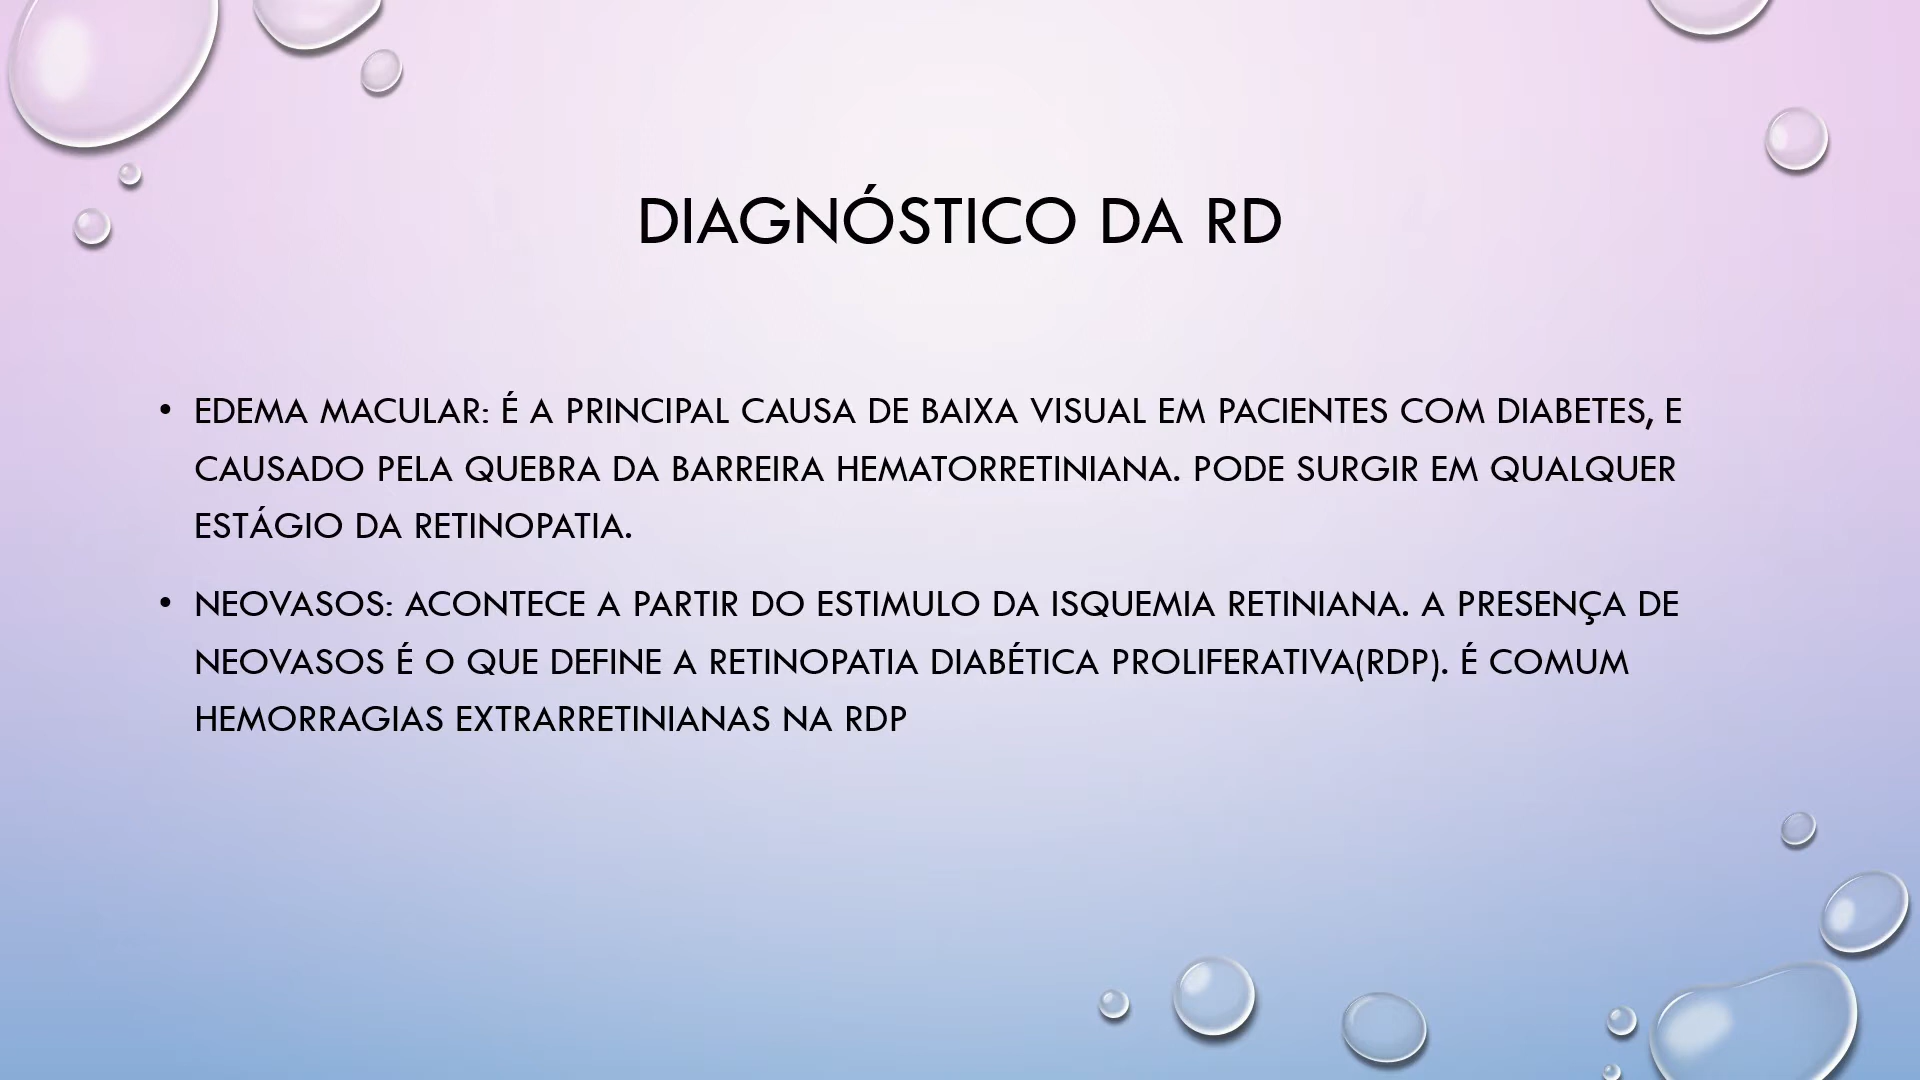 DIAGNÓSTICO DA RD
• EDEMA MACULAR: É A PRINCIPAL CAUSA DE BAIXA VISUAL EM PACIENTES COM DIABETES, E
CAUSADO PELA QUEBRA DA BARREIRA HEMATORRETINIANA. PODE SURGIR EM QUALQUER
ESTÁGIO DA RETINOPATIA.
• NEOVASOS: ACONTECE A PARTIR DO ESTIMULO DA ISQUEMIA RETINIANA. A PRESENÇA DE
NEOVASOS É O QUE DEFINE A RETINOPATIA DIABÉTICA PROLIFERATIVA(RDP). É COMUM
HEMORRAGIAS EXTRARRETINIANAS NA RDP